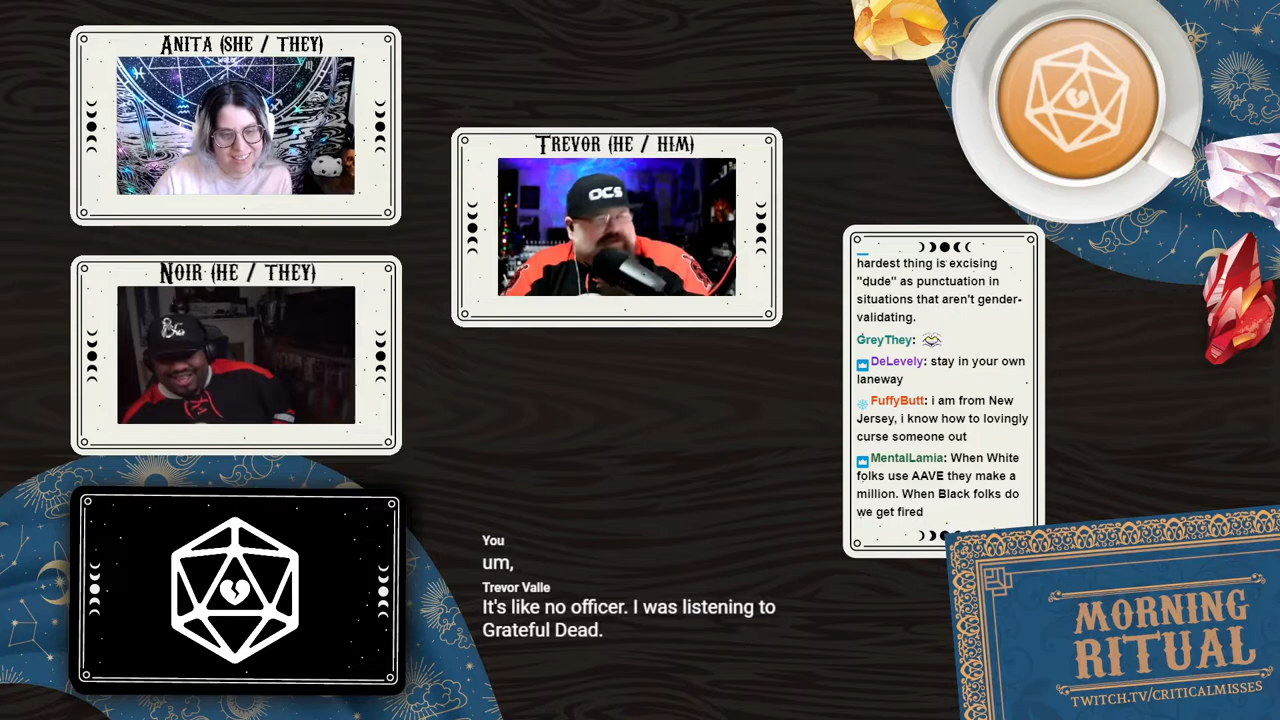 ANITA (SHE / THEY)
TREVOR (HE / HIM)
OCS
NOIR (HE / THEY)
hardest thing is excising
"dude" as punctuation in
situations that aren't gender-
validating.
GreyThey:
DeLevely: stay in your own
laneway
FuffyButt: i am from New
Jersey, i know how to lovingly
curse someone out
MentalLamia: When White
folks use AAVE they make a
million. When Black folks do
we get fired
You
um,
Trevor Valle
It's like no officer. I was listening to
Grateful Dead.
MORNING
RITUAL
TWITCH.TV/CRITICALMISSES